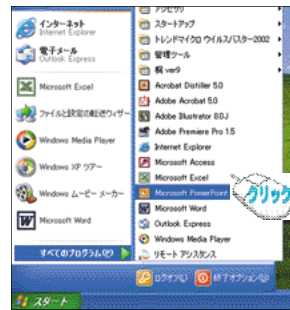 インターネット
Internet Explorer
電子メール
Outlook Express
Microsoft Excel
ファイルと設定の転送ウィザー
Windows Media Player
Windows XP ツアー
Windows ムービー メーカー
Microsoft Word
すべてのプログラム(P)
アクセサリ
スタートアップ
トレンドマイクロ ウイルスバスター2002
管理ツール
桐 ver9
Acrobat Distiller 5.0
Adobe Acrobat 5.0
Adobe Illustrator 8.0J
Adobe Premiere Pro 1.5
Internet Explorer
Microsoft Access
Microsoft Excel
Microsoft PowerPoint
クリック
Microsoft Word
Outlook Express
Windows Media Player
リモート アシスタンス
ログオフ(L)
終了オプション(U)
スタート